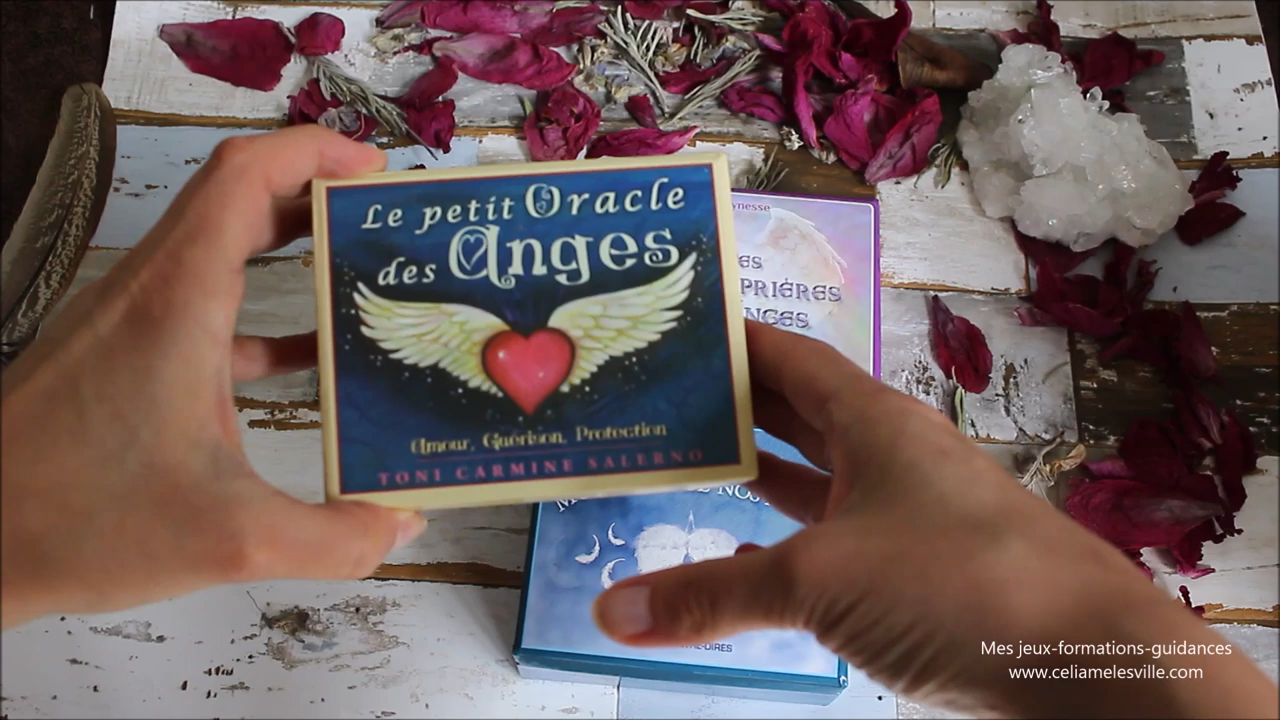 Le petit Oracle
des Anges
Amour, Guérison, Protection
TONI CARMINE SALERNO
PRIÈRES
Mes jeux-formations-guidances
www.celiamelesville.com